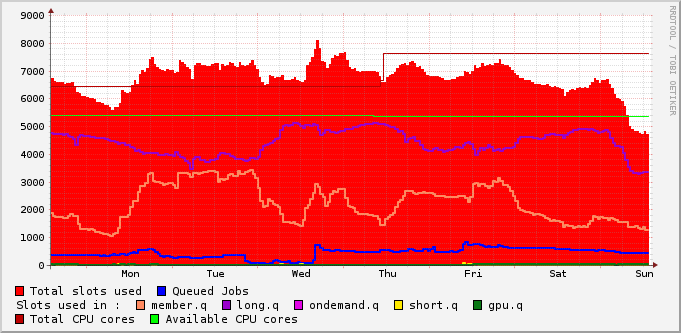 9000
8000
7000
6000
5000
4000
3000
2000
1000
0
Mon Tue Wed Thu Fri Sat Sun
RRDTOOL / TOBI OETIKER
Total slots used Queued Jobs
Slots used in : member.q long.q ondemand.q short.q gpu.q
Total CPU cores Available CPU cores